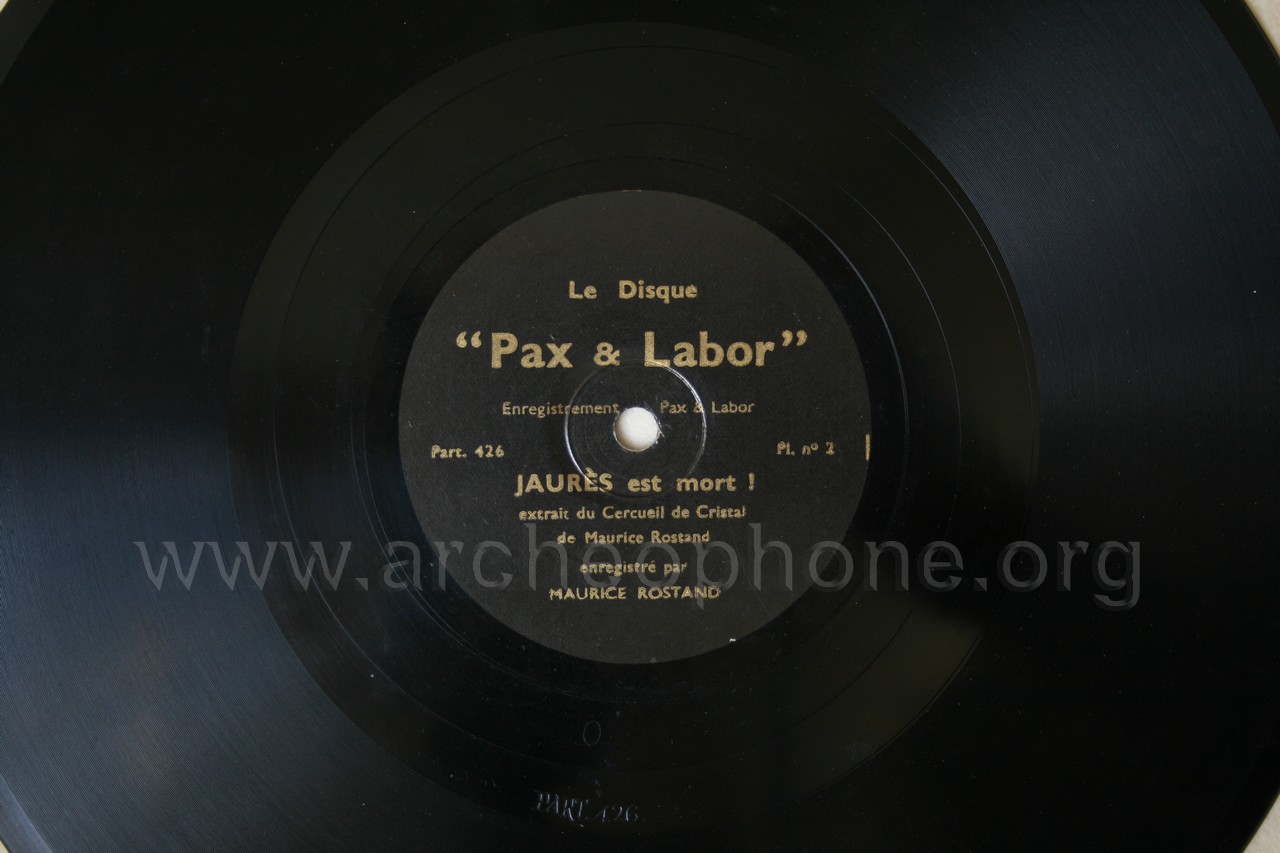 Le Disque
“Pax & Labor”
Enregistrement Pax & Labor
Part. 426 Pl. nº 2
JAURÈS est mort !
extrait du Cercueil de Cristal
de Maurice Rostand
www.archeophone.org
enregistré par
MAURICE ROSTAND
O
PART. 426